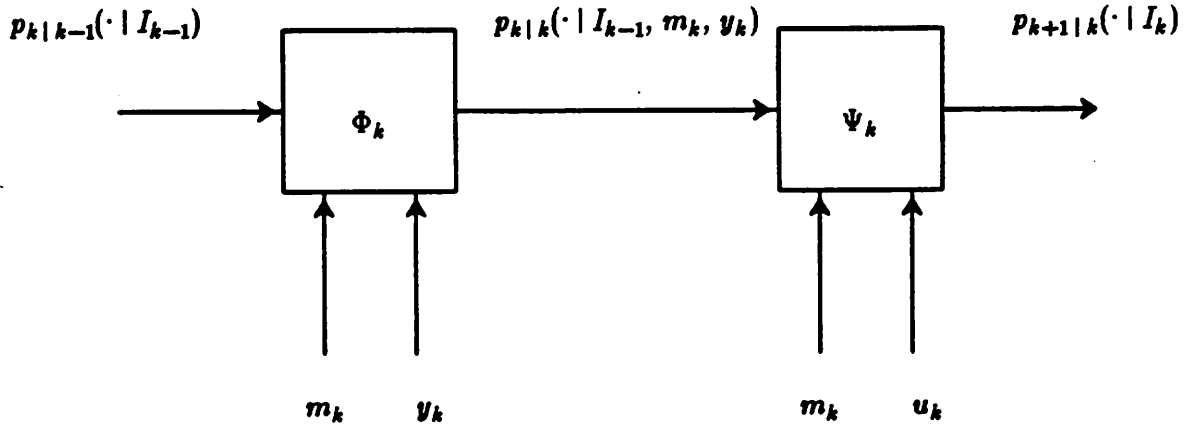 p_{k|k−1}(· | I_{k−1}) p_{k|k}(· | I_{k−1}, m_k, y_k) p_{k+1|k}(· | I_k)
Φ_k Ψ_k
m_k y_k m_k u_k